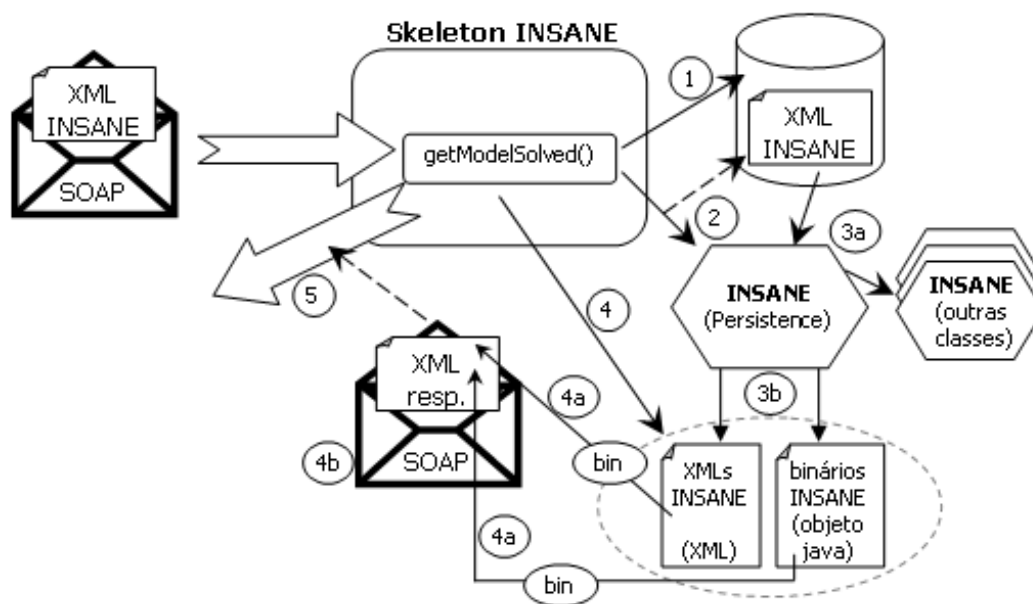 Skeleton INSANE
XML
INSANE
SOAP
getModelSolved()
1
XML
INSANE
2
3a
INSANE
(Persistence)
INSANE
(outras
classes)
5
4
XML
resp.
SOAP
4b
4a
3b
bin
XMLs
INSANE
(XML)
binários
INSANE
(objeto
java)
4a
bin